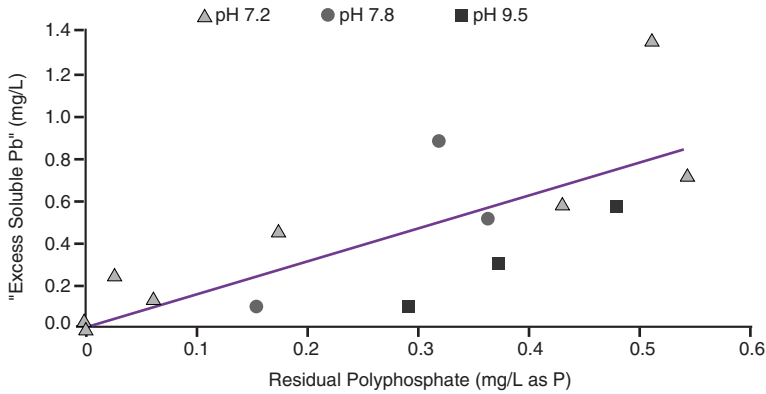 pH 7.2 pH 7.8 pH 9.5
1.4
1.2
1.0
0.8
0.6
0.4
0.2
0.0
0 0.1 0.2 0.3 0.4 0.5 0.6
"Excess Soluble Pb" (mg/L)
Residual Polyphosphate (mg/L as P)